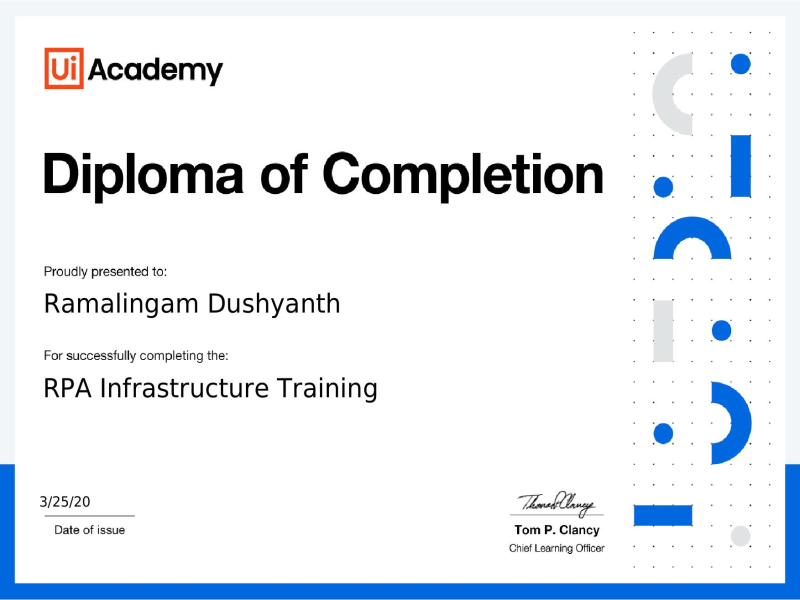 Ui Academy
Diploma of Completion
Proudly presented to:
Ramalingam Dushyanth
For successfully completing the:
RPA Infrastructure Training
3/25/20
Date of issue
Thomas Clancy
Tom P. Clancy
Chief Learning Officer